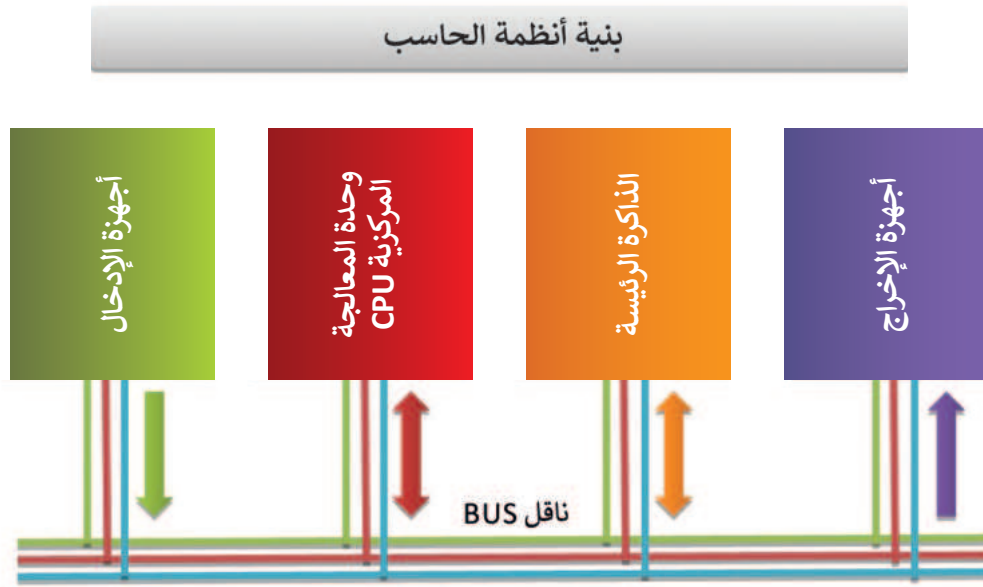 بنية أنظمة الحاسب
أجهزة الإدخال
وحدة المعالجة
المركزية CPU
الذاكرة الرئيسة
أجهزة الإخراج
ناقل BUS